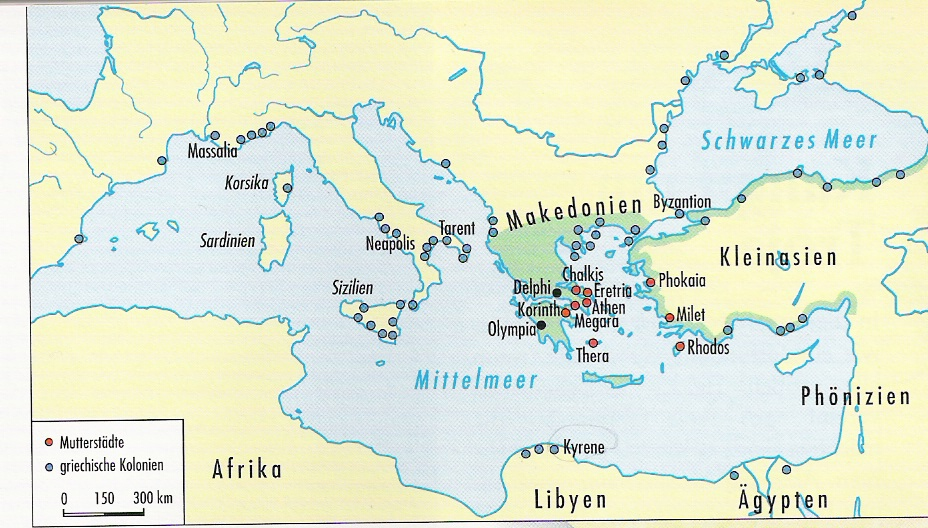 Schwarzes Meer
Massalia
Korsika
Makedonien
Byzantion
Sardinien
Tarent
Neapolis
Kleinasien
Chalkis
Phokaia
Sizilien
Delphi
Eretria
Korinth
Athen
Megara
Milet
Olympia
Thera
Rhodos
Mittelmeer
Phönizien
Mutterstädte
griechische Kolonien
0 150 300 km
Afrika
Kyrene
Libyen
Ägypten